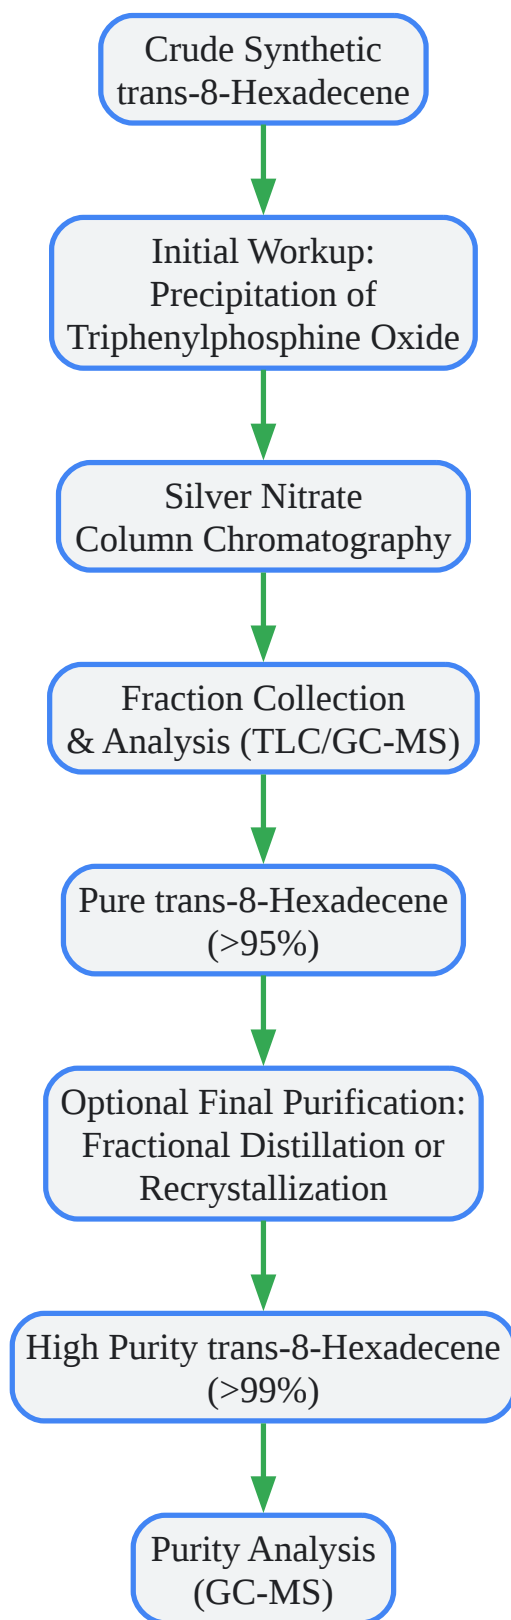 Crude Synthetic
trans-8-Hexadecene
Initial Workup:
Precipitation of
Triphenylphosphine Oxide
Silver Nitrate
Column Chromatography
Fraction Collection
& Analysis (TLC/GC-MS)
Pure trans-8-Hexadecene
(>95%)
Optional Final Purification:
Fractional Distillation or
Recrystallization
High Purity trans-8-Hexadecene
(>99%)
Purity Analysis
(GC-MS)